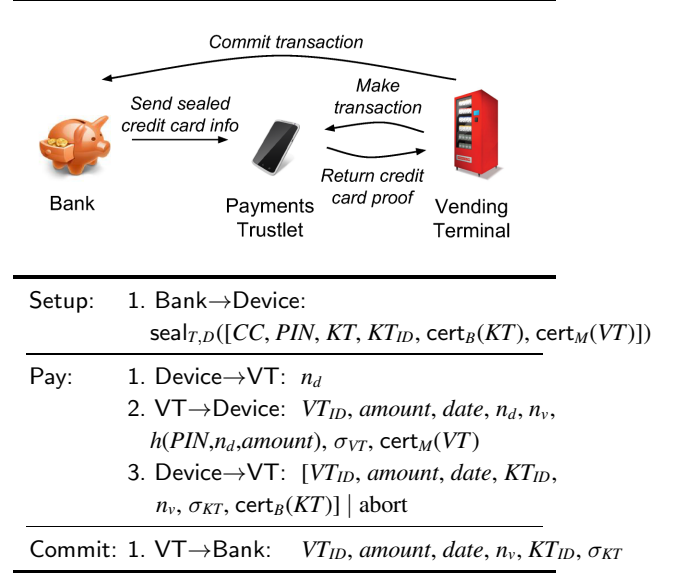 Commit transaction
Send sealed
credit card info
Make
transaction
Return credit
card proof
Bank
Payments
Trustlet
Vending
Terminal
Setup: 1. Bank→Device:
seal_{T,D}([CC, PIN, KT, KT_{ID}, cert_B(KT), cert_M(VT)])
Pay: 1. Device→VT: n_d
2. VT→Device: VT_{ID}, amount, date, n_d, n_v,
h(PIN,n_d,amount), σ_{VT}, cert_M(VT)
3. Device→VT: [VT_{ID}, amount, date, KT_{ID},
n_v, σ_{KT}, cert_B(KT)] | abort
Commit: 1. VT→Bank: VT_{ID}, amount, date, n_v, KT_{ID}, σ_{KT}